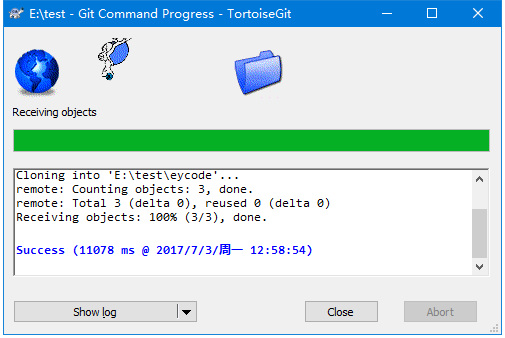 E:\test - Git Command Progress - TortoiseGit
Receiving objects
Cloning into 'E:\test\eycode'...
remote: Counting objects: 3, done.
remote: Total 3 (delta 0), reused 0 (delta 0)
Receiving objects: 100% (3/3), done.
Success (11078 ms @ 2017/7/3/周一 12:58:54)
Show log
Close
Abort